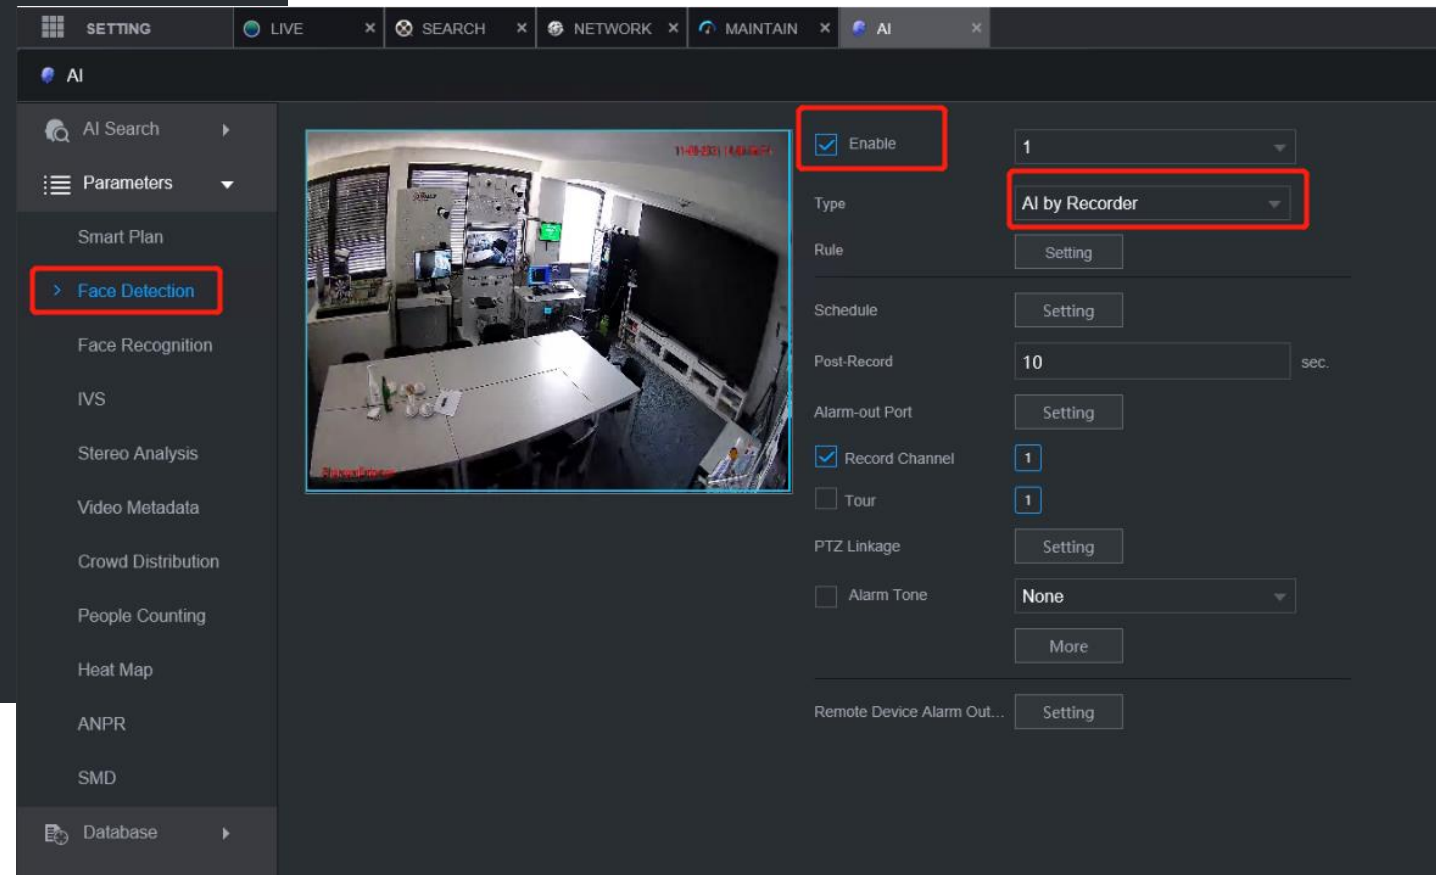 SETTING LIVE SEARCH NETWORK MAINTAIN AI
AI
AI Search
Parameters
Smart Plan
Face Detection
Face Recognition
IVS
Stereo Analysis
Video Metadata
Crowd Distribution
People Counting
Heat Map
ANPR
SMD
Database
Enable 1
Type AI by Recorder
Rule Setting
Schedule Setting
Post-Record 10 sec.
Alarm-out Port Setting
Record Channel 1
Tour 1
PTZ Linkage Setting
Alarm Tone None
More
Remote Device Alarm Out... Setting